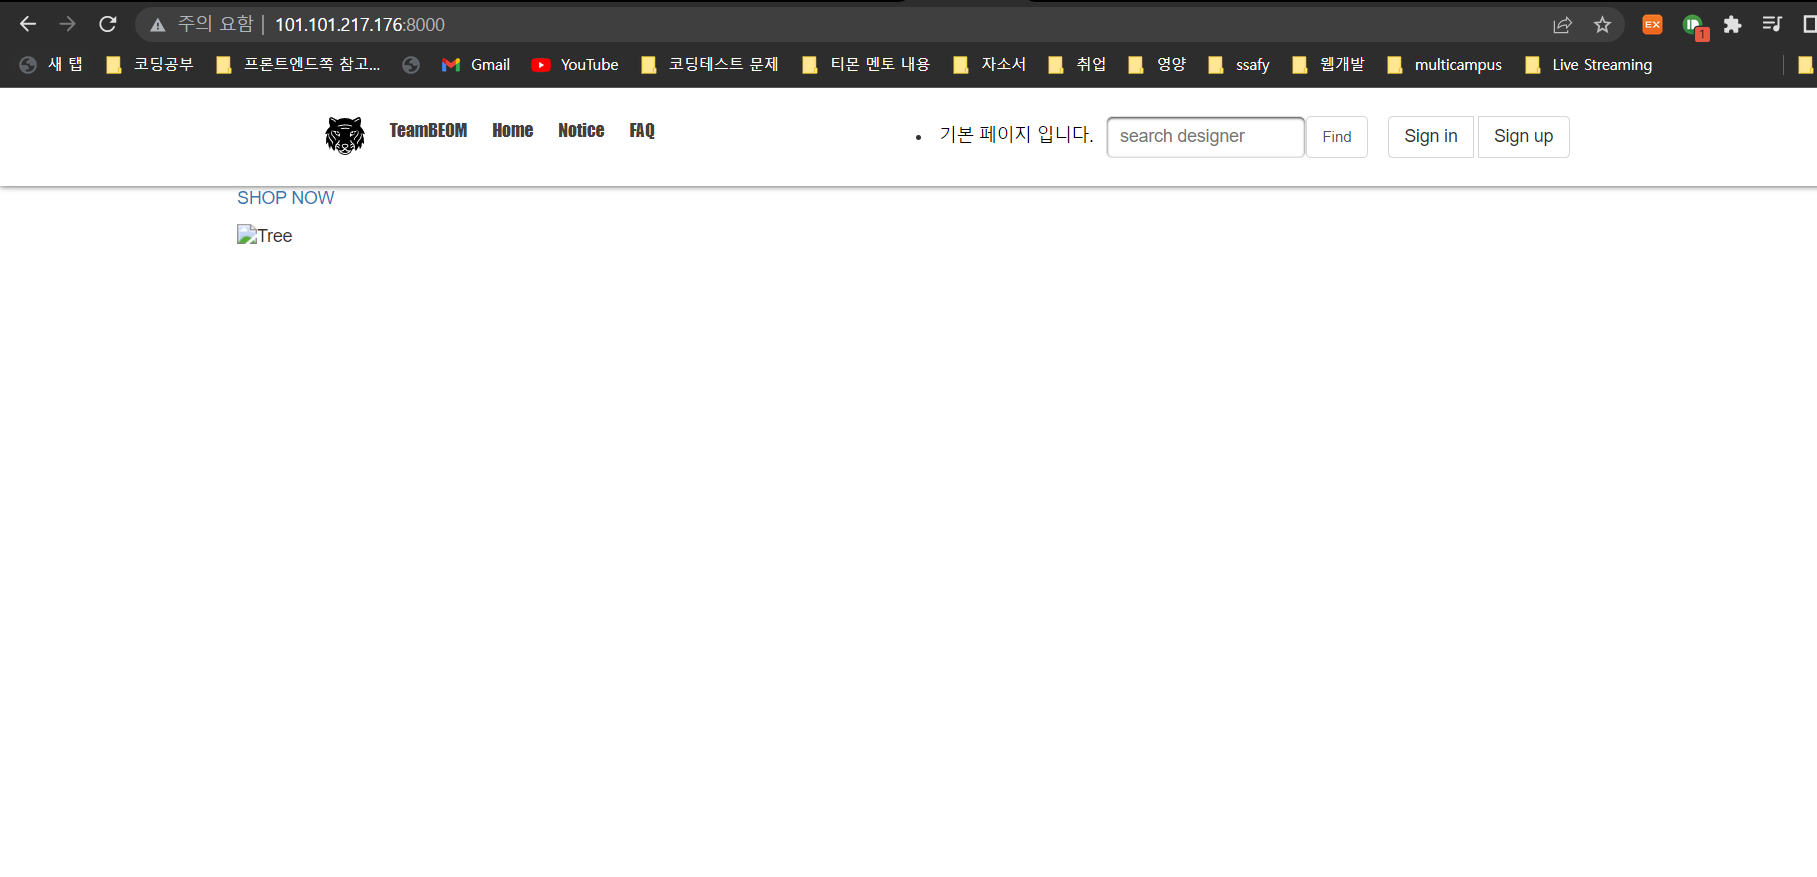 주의 요함 | 101.101.217.176:8000
새 탭 코딩공부 프론트엔드쪽 참고... Gmail YouTube 코딩테스트 문제 티몬 멘토 내용 자소서 취업 영양 ssafy 웹개발 multicampus Live Streaming
EX 1
TeamBEOM Home Notice FAQ • 기본 페이지 입니다. search designer Find Sign in Sign up
SHOP NOW
Tree